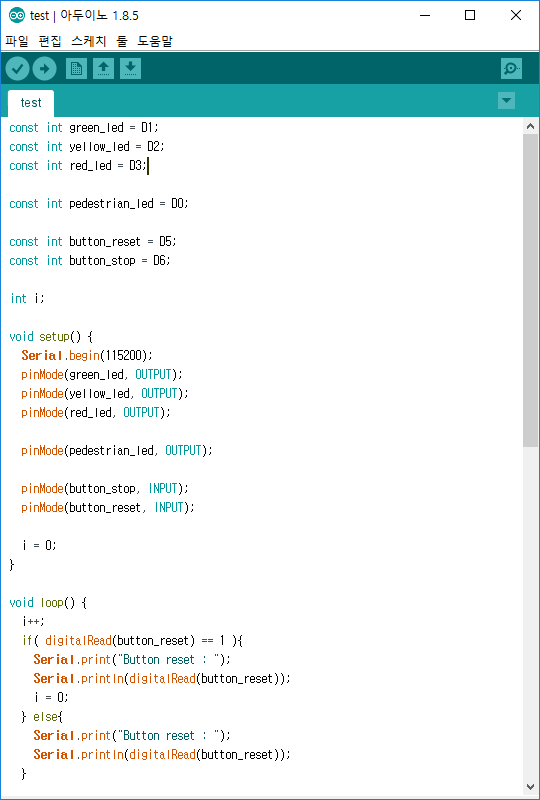 test | 아두이노 1.8.5
파일 편집 스케치 툴 도움말
test
const int green_led = D1;
const int yellow_led = D2;
const int red_led = D3;
const int pedestrian_led = D0;
const int button_reset = D5;
const int button_stop = D6;
int i;
void setup() {
  Serial.begin(115200);
  pinMode(green_led, OUTPUT);
  pinMode(yellow_led, OUTPUT);
  pinMode(red_led, OUTPUT);
  pinMode(pedestrian_led, OUTPUT);
  pinMode(button_stop, INPUT);
  pinMode(button_reset, INPUT);
  i = 0;
}
void loop() {
  i++;
  if( digitalRead(button_reset) == 1 ){
    Serial.print("Button reset : ");
    Serial.println(digitalRead(button_reset));
    i = 0;
  } else{
    Serial.print("Button reset : ");
    Serial.println(digitalRead(button_reset));
  }